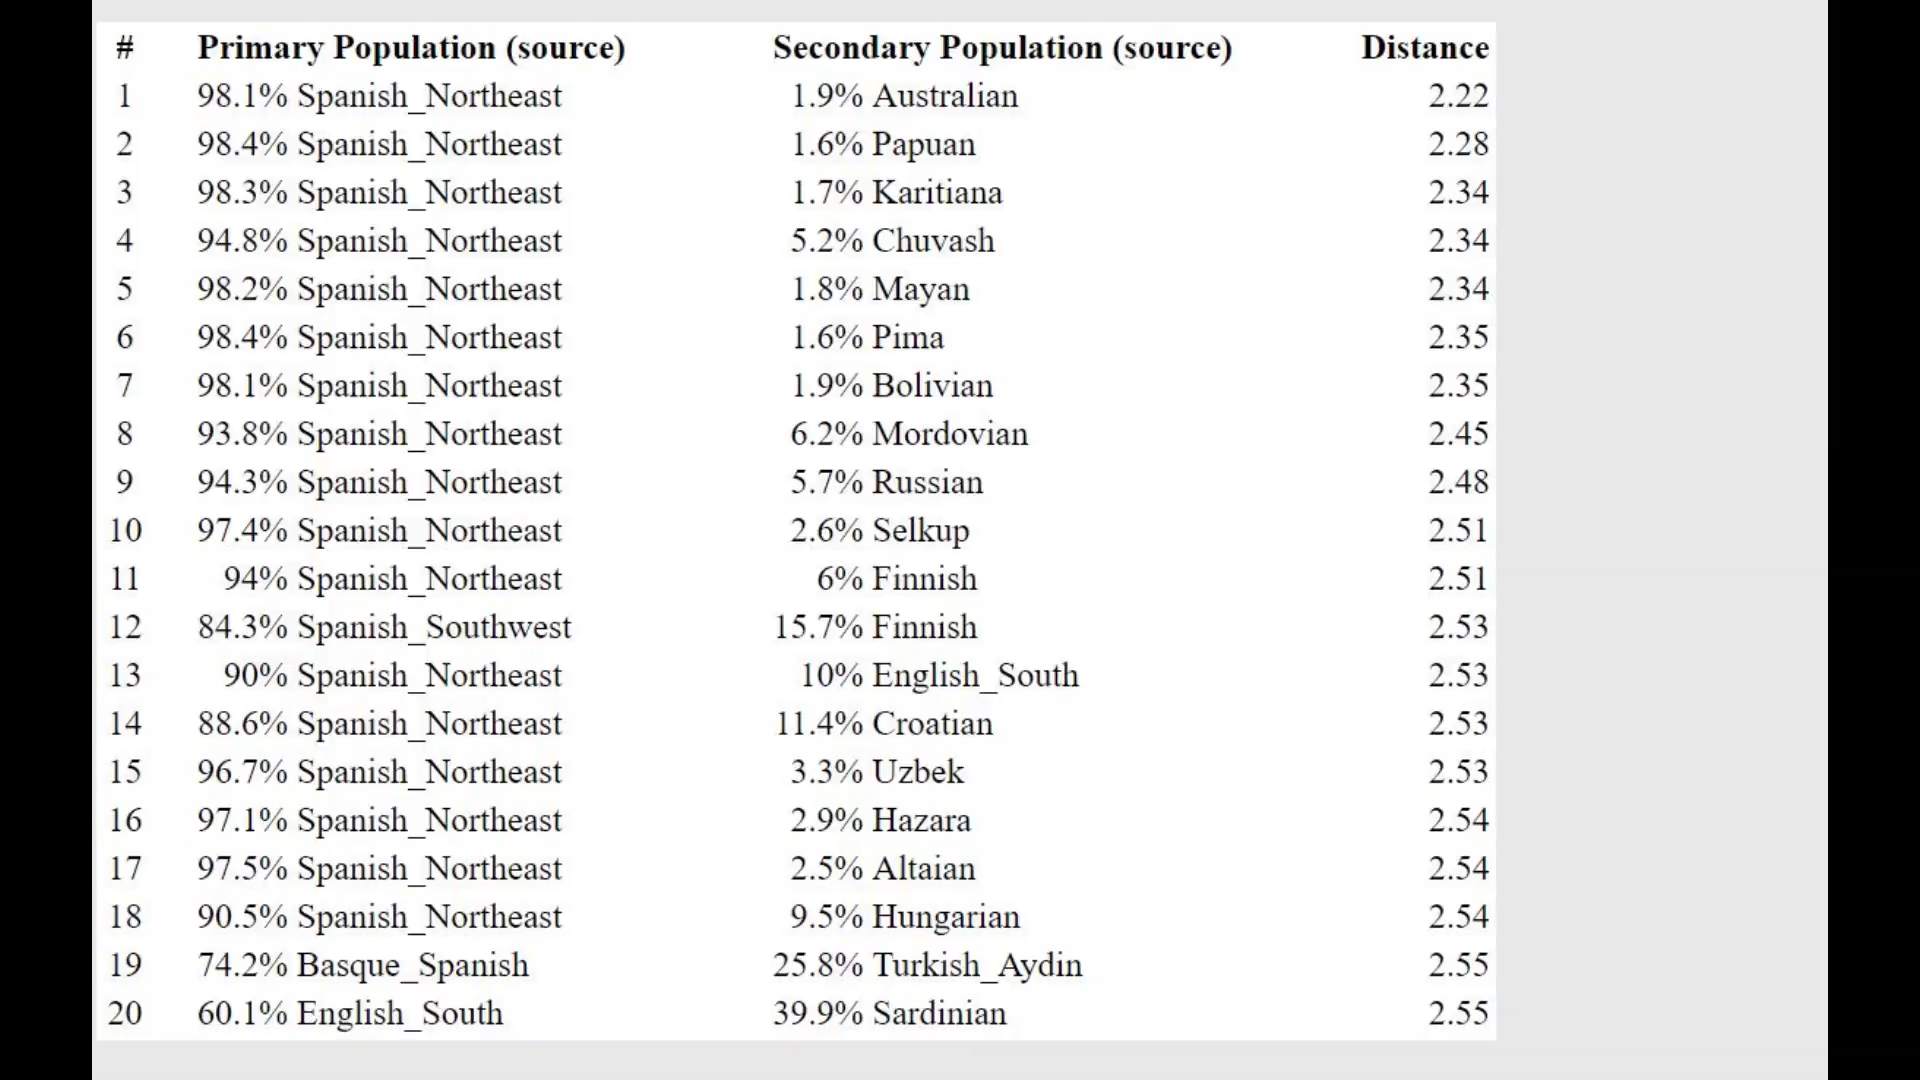 # Primary Population (source) Secondary Population (source) Distance
1 98.1% Spanish_Northeast 1.9% Australian 2.22
2 98.4% Spanish_Northeast 1.6% Papuan 2.28
3 98.3% Spanish_Northeast 1.7% Karitiana 2.34
4 94.8% Spanish_Northeast 5.2% Chuvash 2.34
5 98.2% Spanish_Northeast 1.8% Mayan 2.34
6 98.4% Spanish_Northeast 1.6% Pima 2.35
7 98.1% Spanish_Northeast 1.9% Bolivian 2.35
8 93.8% Spanish_Northeast 6.2% Mordovian 2.45
9 94.3% Spanish_Northeast 5.7% Russian 2.48
10 97.4% Spanish_Northeast 2.6% Selkup 2.51
11 94% Spanish_Northeast 6% Finnish 2.51
12 84.3% Spanish_Southwest 15.7% Finnish 2.53
13 90% Spanish_Northeast 10% English_South 2.53
14 88.6% Spanish_Northeast 11.4% Croatian 2.53
15 96.7% Spanish_Northeast 3.3% Uzbek 2.53
16 97.1% Spanish_Northeast 2.9% Hazara 2.54
17 97.5% Spanish_Northeast 2.5% Altaian 2.54
18 90.5% Spanish_Northeast 9.5% Hungarian 2.54
19 74.2% Basque_Spanish 25.8% Turkish_Aydin 2.55
20 60.1% English_South 39.9% Sardinian 2.55